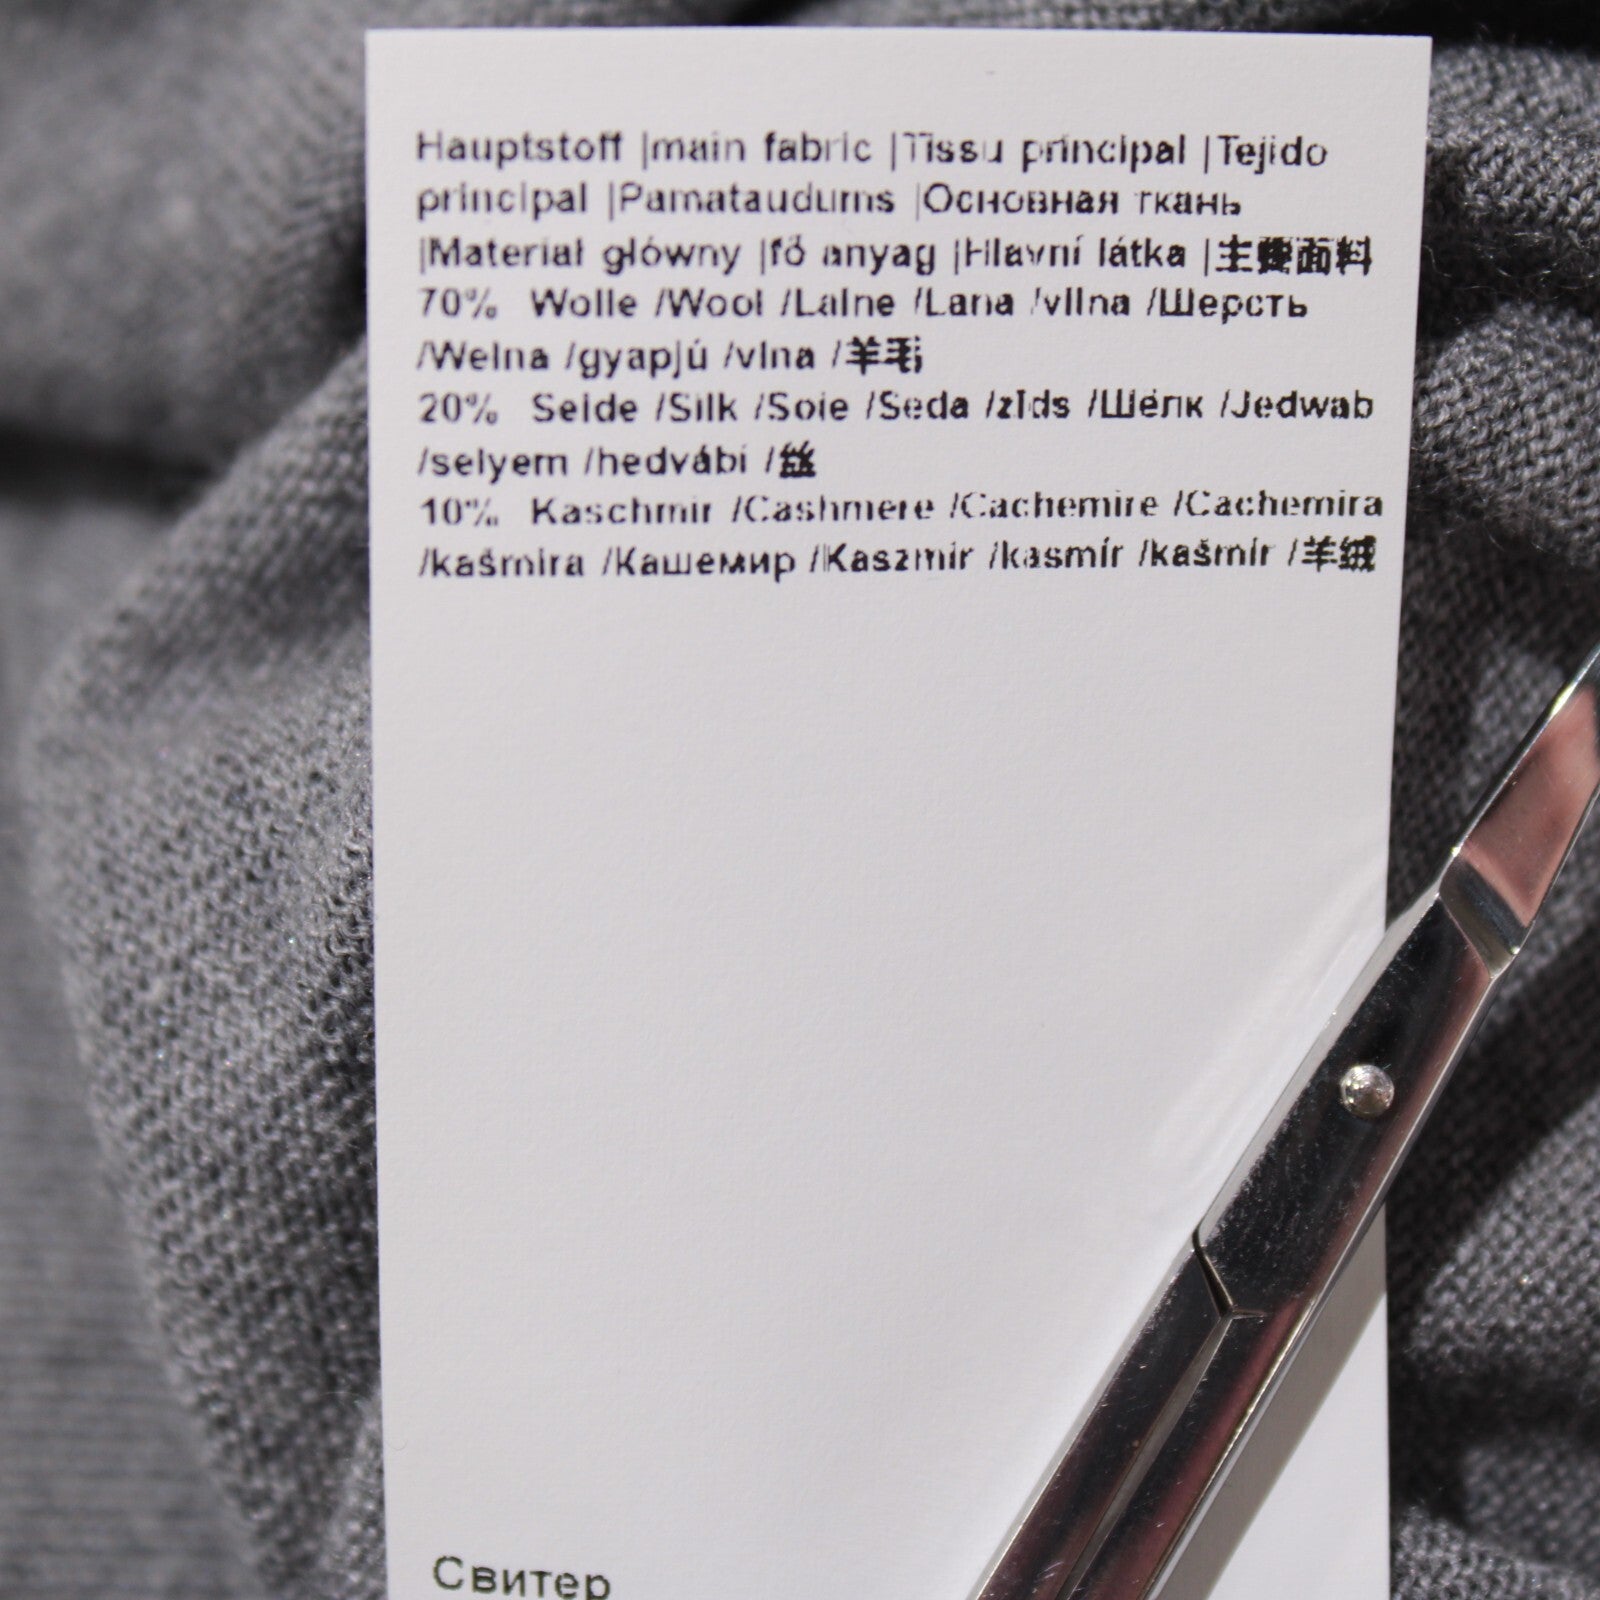 Hauptstoff |main fabric |Tissu principal |Tejido
principal |Pamataudums |Основная ткань
|Materiał główny |fő anyag |Hlavní látka |主要面料
70% Wolle /Wool /Laine /Lana /vilna /Шерсть
/Wełna /gyapjú /vlna /羊毛
20% Seide /Silk /Soie /Seda /zīds /Шёлк /Jedwab
/selyem /hedvábí /丝
10% Kaschmir /Cashmere /Cachemire /Cachemira
/kašmira /Кашемир /Kaszmir /kasmír /kašmír /羊绒
Свитер